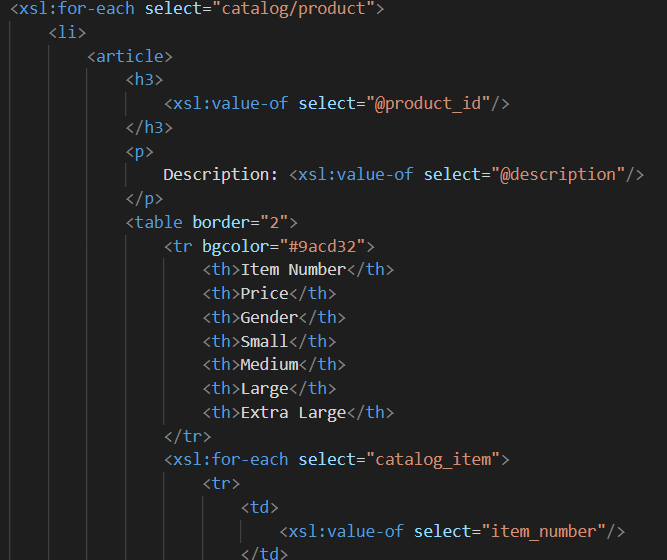 <xsl:for-each select="catalog/product">
<li>
<article>
<h3>
<xsl:value-of select="@product_id"/>
</h3>
<p>
Description: <xsl:value-of select="@description"/>
</p>
<table border="2">
<tr bgcolor="#9acd32">
<th>Item Number</th>
<th>Price</th>
<th>Gender</th>
<th>Small</th>
<th>Medium</th>
<th>Large</th>
<th>Extra Large</th>
</tr>
<xsl:for-each select="catalog_item">
<tr>
<td>
<xsl:value-of select="item_number"/>
</td>